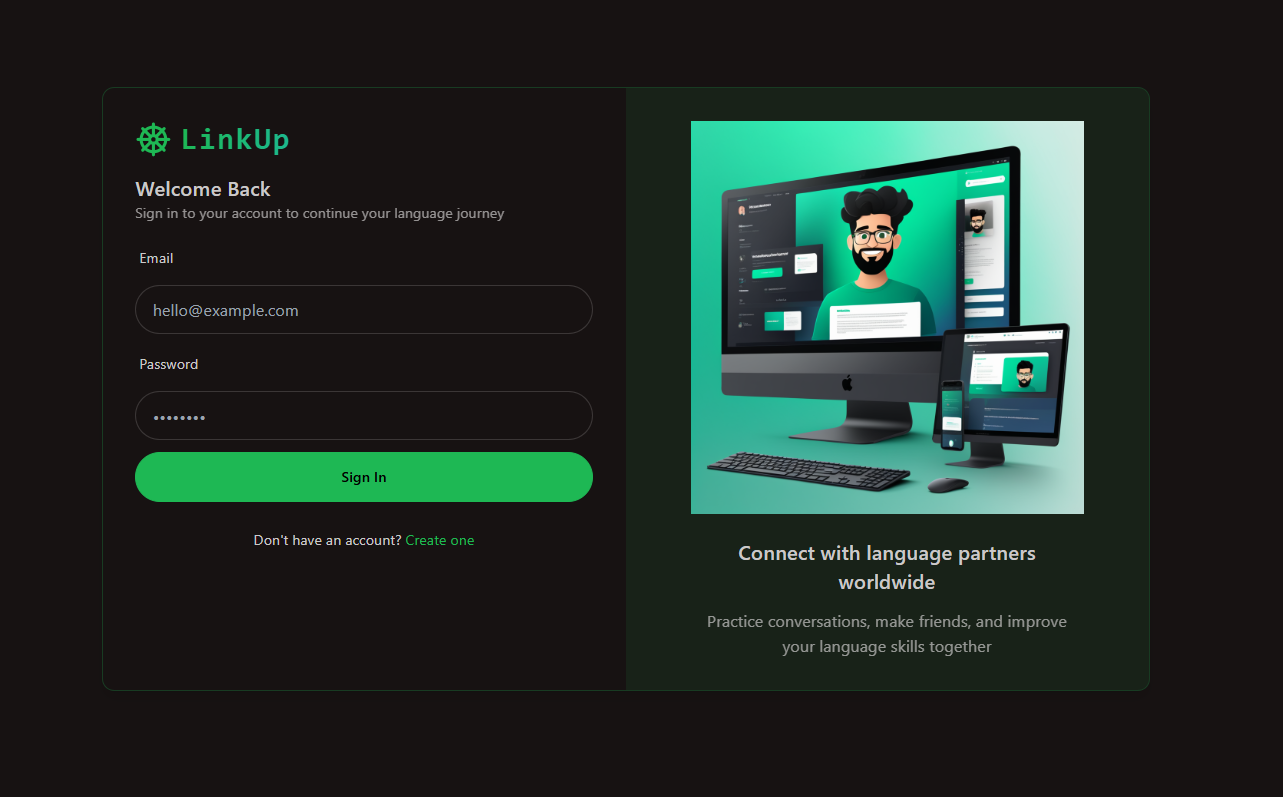 LinkUp
Welcome Back
Sign in to your account to continue your language journey
Email
hello@example.com
Password
••••••••
Sign In
Don't have an account? Create one
Connect with language partners
worldwide
Practice conversations, make friends, and improve
your language skills together